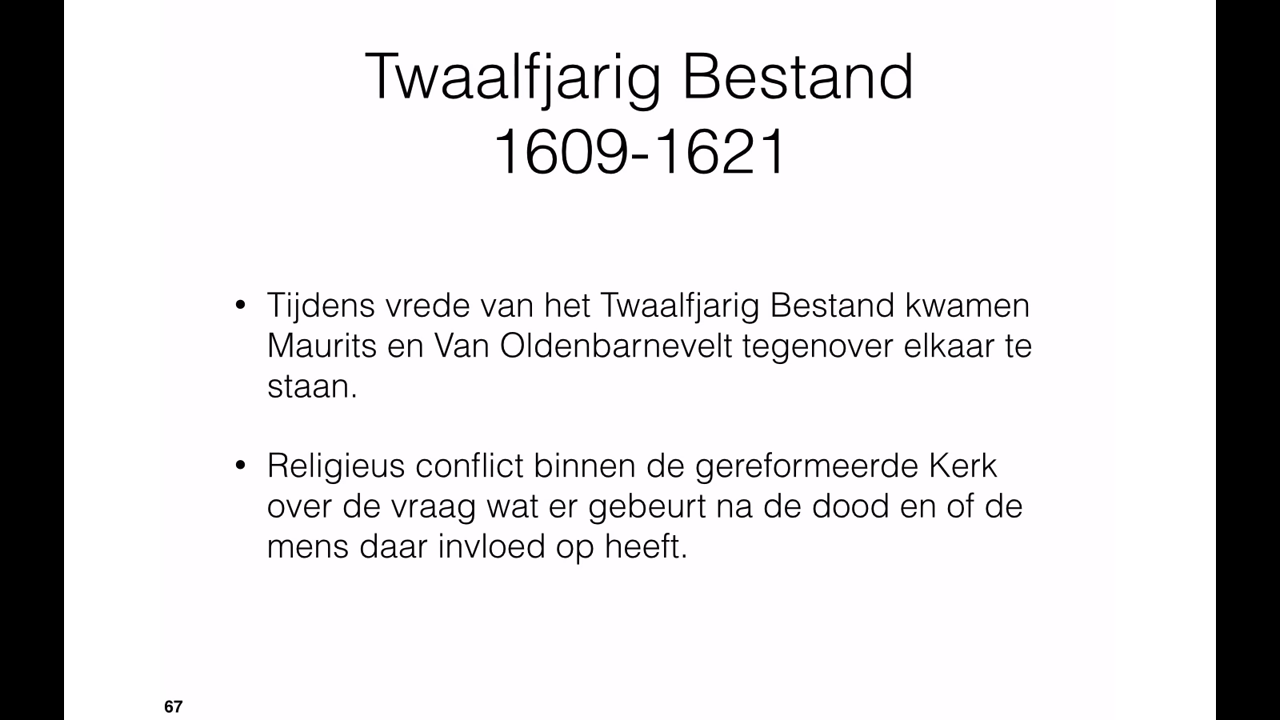 Twaalfjarig Bestand
1609-1621
• Tijdens vrede van het Twaalfjarig Bestand kwamen
Maurits en Van Oldenbarnevelt tegenover elkaar te
staan.
• Religieus conflict binnen de gereformeerde Kerk
over de vraag wat er gebeurt na de dood en of de
mens daar invloed op heeft.
67